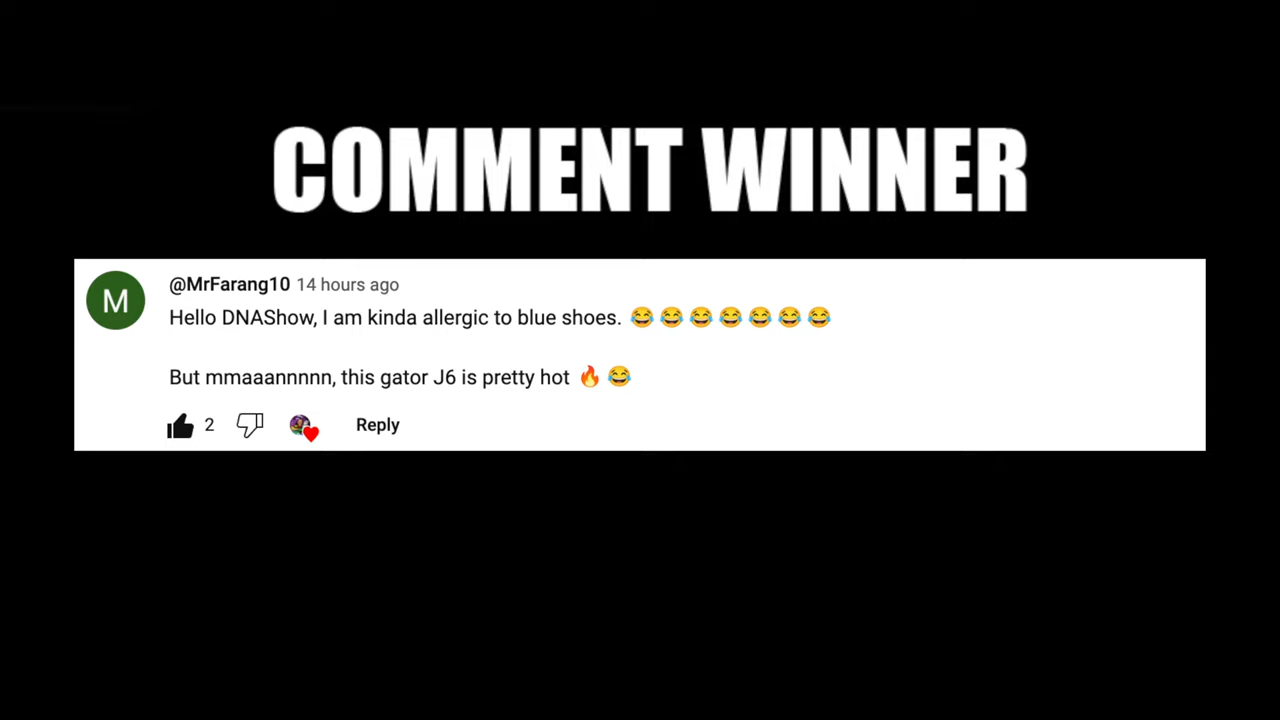 COMMENT WINNER
M
@MrFarang10 14 hours ago
Hello DNAShow, I am kinda allergic to blue shoes. 😂😂😂😂😂😂😂
But mmaaannnnn, this gator J6 is pretty hot 🔥😂
2 Reply